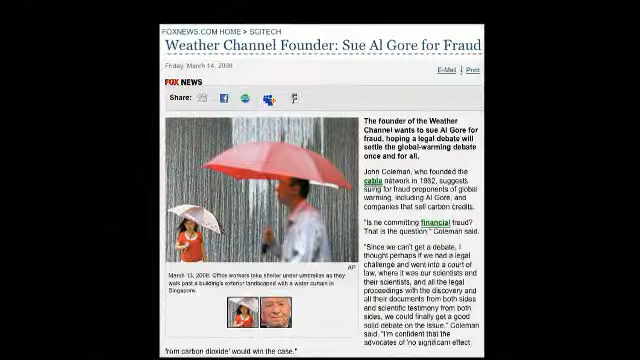 FOXNEWS.COM HOME > SCITECH
Weather Channel Founder: Sue Al Gore for Fraud
Friday, March 14, 2008
E-Mail | Print
FOX NEWS
Share:
The founder of the Weather
Channel wants to sue Al Gore for
fraud, hoping a legal debate will
settle the global-warming debate
once and for all.
John Coleman, who founded the
cable network in 1982, suggests
suing for fraud proponents of global
warming, including Al Gore, and
companies that sell carbon credits.
"Is he committing financial fraud?
That is the question," Coleman said.
"Since we can't get a debate, I
thought perhaps if we had a legal
challenge and went into a court of
law, where it was our scientists and
their scientists, and all the legal
proceedings with the discovery and
all their documents from both sides
and scientific testimony from both
sides, we could finally get a good
solid debate on the issue," Coleman
said. "I'm confident that the
advocates of 'no significant effect
from carbon dioxide' would win the case."
AP
March 13, 2008: Office workers take shelter under umbrellas as they
walk past a building's exterior landscaped with a water curtain in
Singapore.